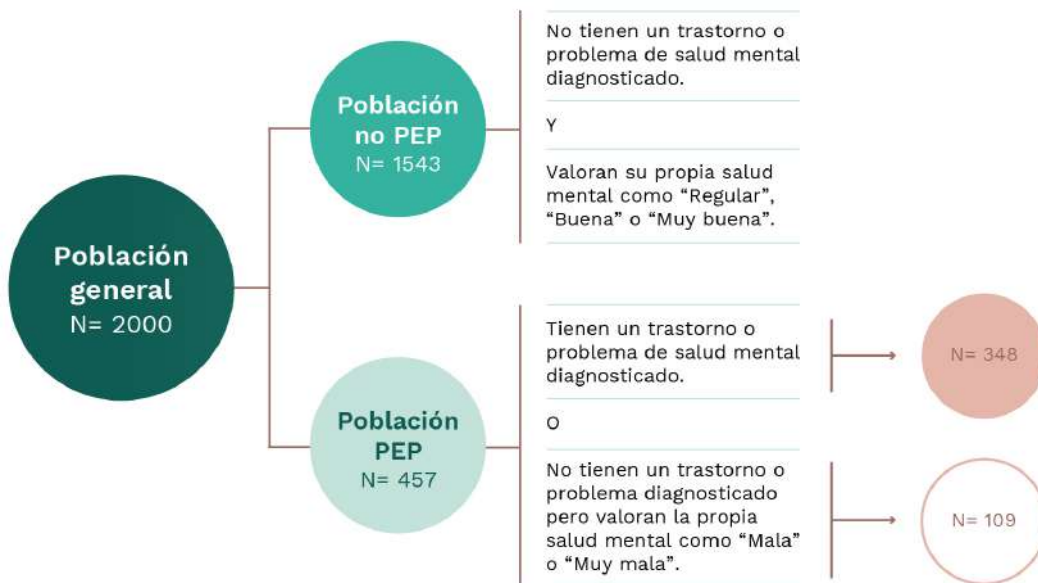 Población
general
N= 2000
Población
no PEP
N= 1543
No tienen un trastorno o
problema de salud mental
diagnosticado.
Y
Valoran su propia salud
mental como “Regular”,
“Buena” o “Muy buena”.
Población
PEP
N= 457
Tienen un trastorno o
problema de salud mental
diagnosticado.
N= 348
O
No tienen un trastorno o
problema diagnosticado
pero valoran la propia
salud mental como “Mala”
o “Muy mala”.
N= 109